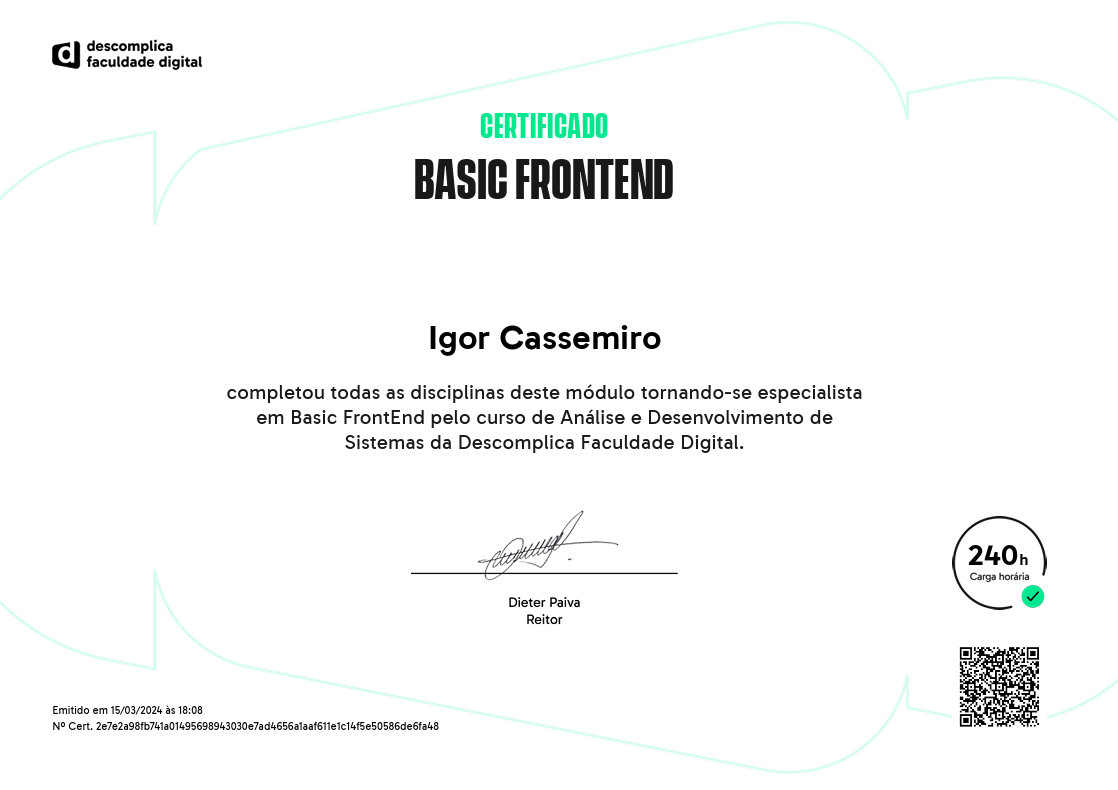 descomplica
faculdade digital
CERTIFICADO
BASIC FRONTEND
Igor Cassemiro
completou todas as disciplinas deste módulo tornando-se especialista
em Basic FrontEnd pelo curso de Análise e Desenvolvimento de
Sistemas da Descomplica Faculdade Digital.
Dieter Paiva
Reitor
240h
Carga horária
Emitido em 15/03/2024 às 18:08
Nº Cert. 2e7e2a98fb741a01495698943030e7ad4656a1aaf611e1c14f5e50586de6fa48